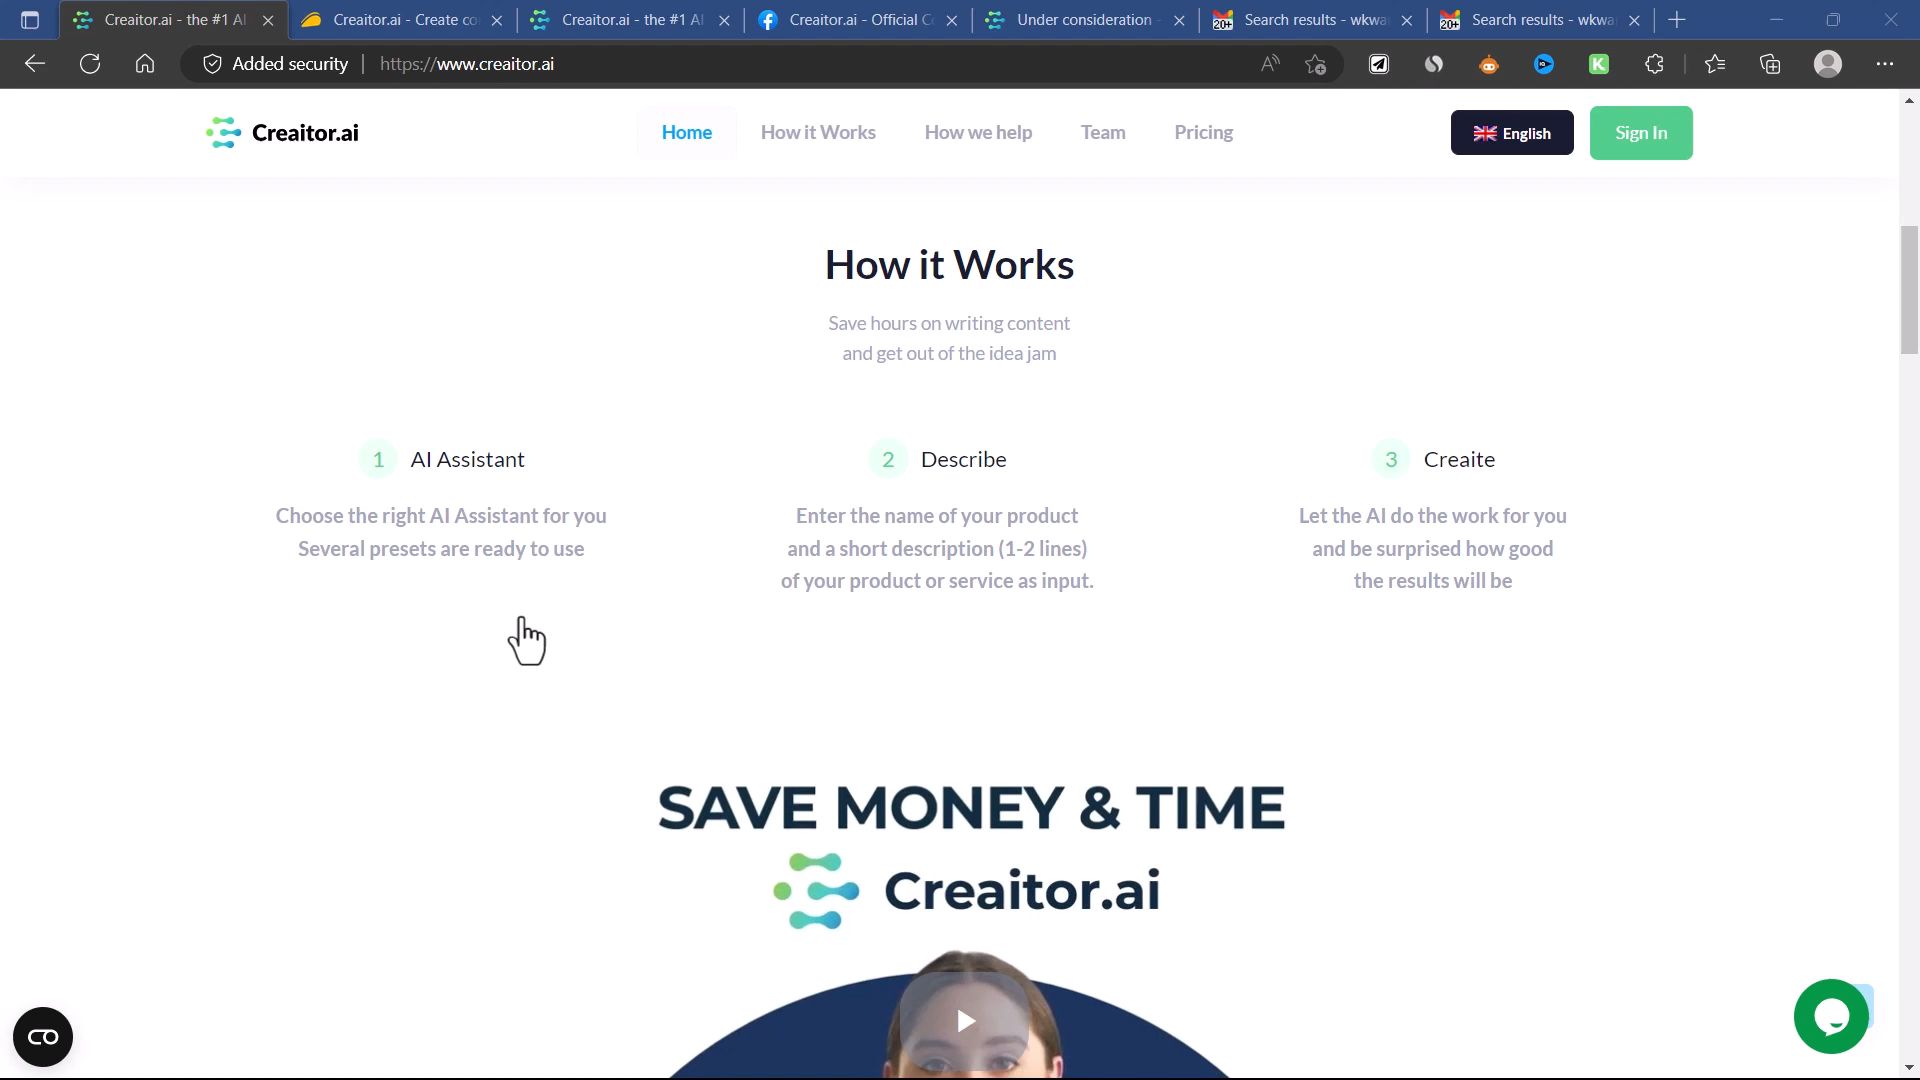 Creaitor.ai - the #1 AI
Creaitor.ai - Create co
Creaitor.ai - the #1 AI
Creaitor.ai - Official C
Under consideration -
20+
Search results - wkwa
20+
Search results - wkwa
Added security
https://www.creaitor.ai
Creaitor.ai
Home
How it Works
How we help
Team
Pricing
English
Sign In
How it Works
Save hours on writing content
and get out of the idea jam
1 AI Assistant
Choose the right AI Assistant for you
Several presets are ready to use
2 Describe
Enter the name of your product
and a short description (1-2 lines)
of your product or service as input.
3 Creaite
Let the AI do the work for you
and be surprised how good
the results will be
SAVE MONEY & TIME
Creaitor.ai